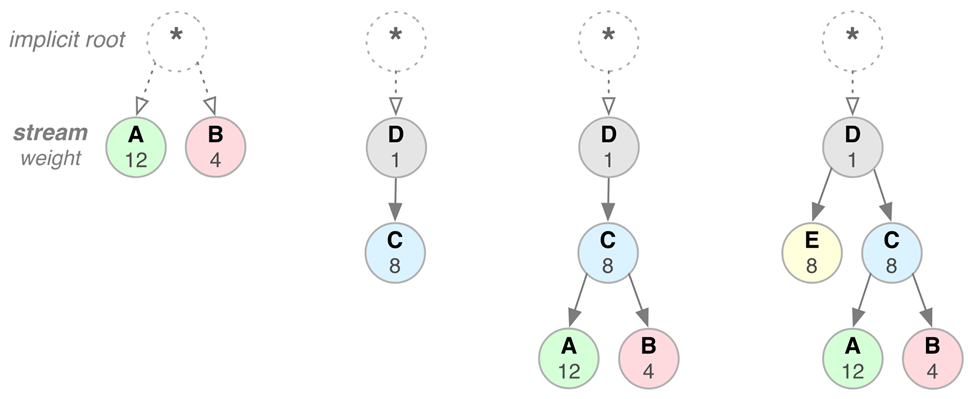 implicit root * * * *
stream A B D D D
weight 12 4 1 1 1
C C E C
8 8 8 8
A B A B
12 4 12 4